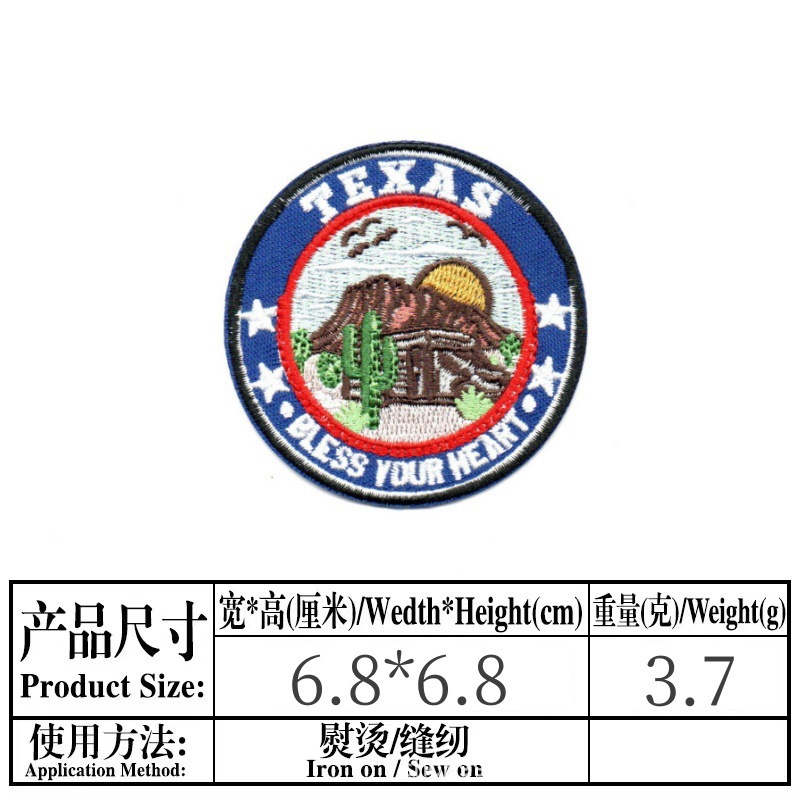 TEXAS
• BLESS YOUR HEART •
产品尺寸
Product Size:
宽*高(厘米)/Wedth*Height(cm)
重量(克)/Weight(g)
6.8*6.8
3.7
使用方法:
Application Method:
熨烫/缝纫
Iron on / Sew on